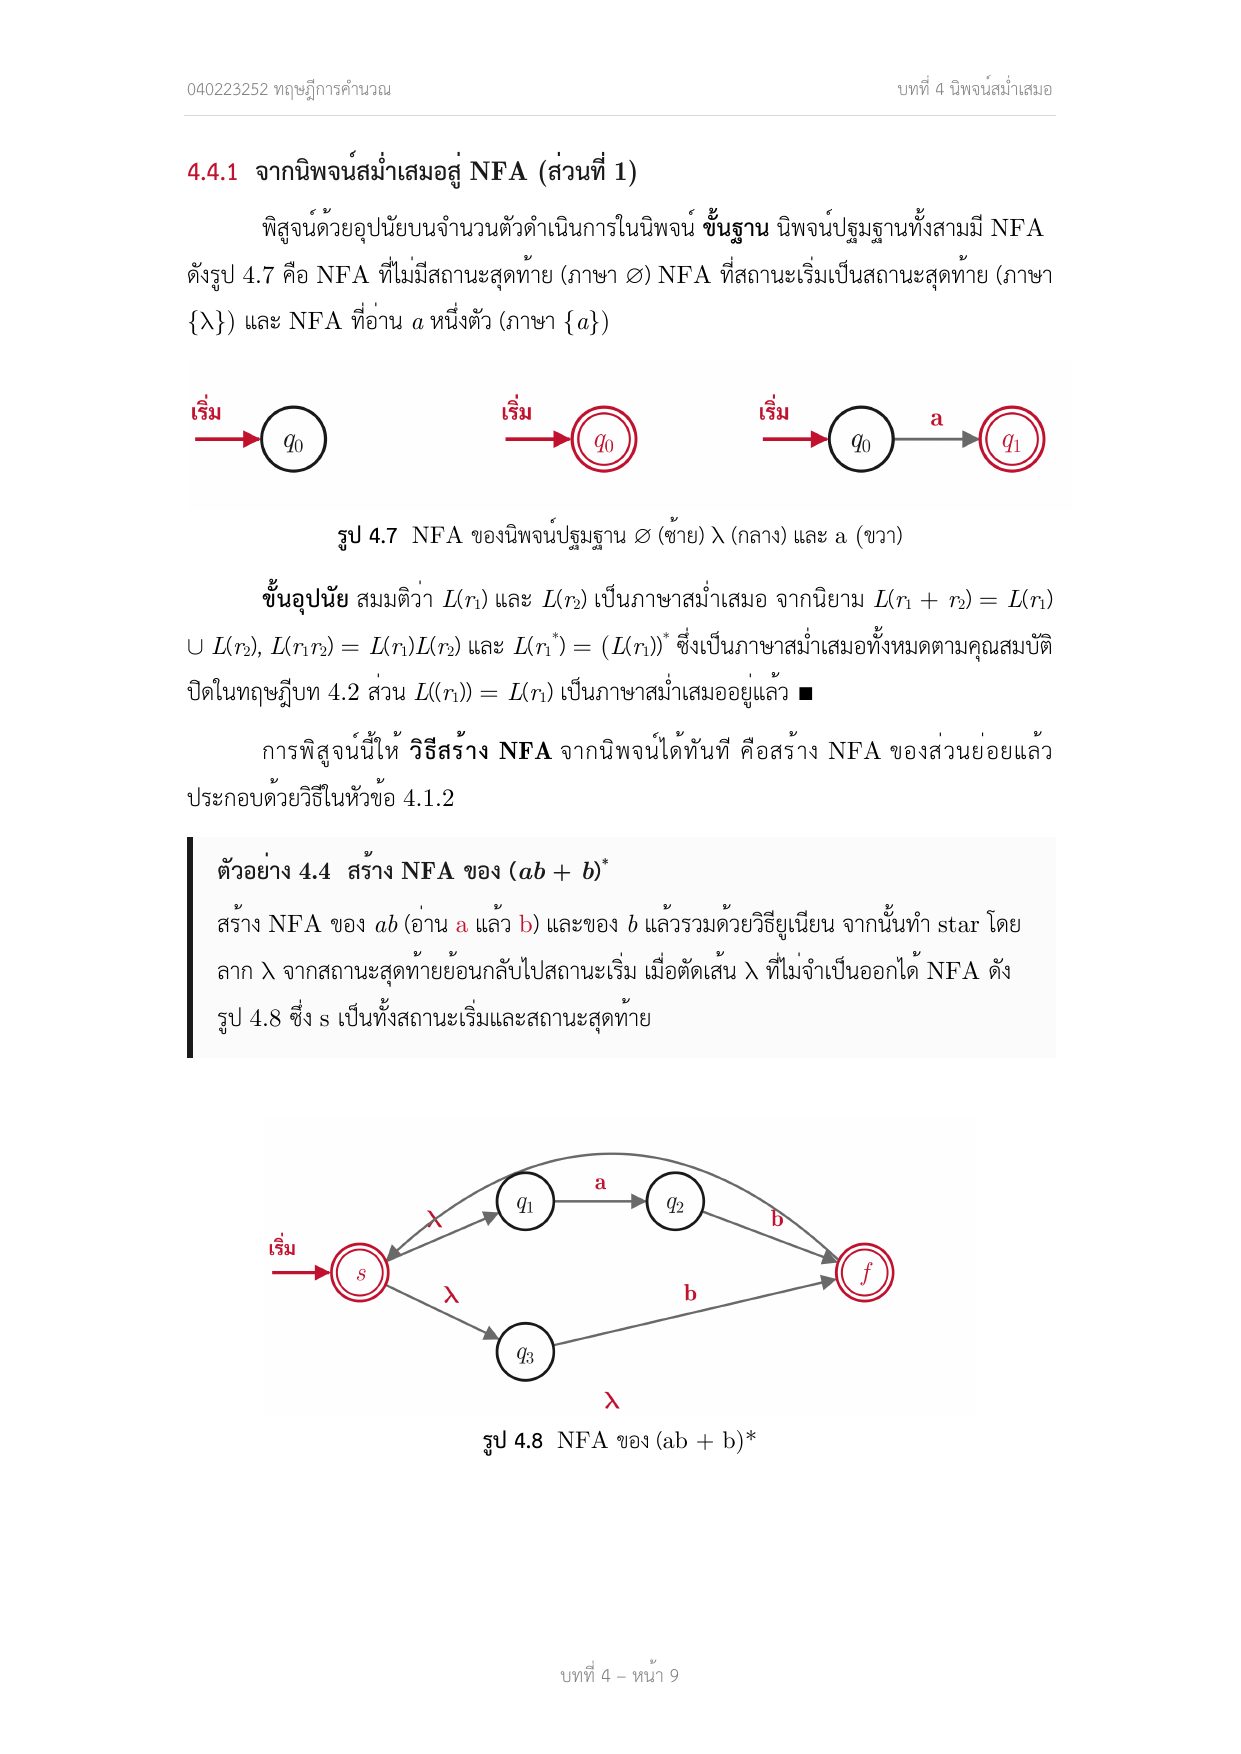 040223252 ทฤษฎีการคำนวณ บทที่ 4 นิพจน์สม่ำเสมอ
4.4.1 จากนิพจน์สม่ำเสมอสู่ NFA (ส่วนที่ 1)
พิสูจน์ด้วยอุปนัยบนจำนวนตัวดำเนินการในนิพจน์ ขั้นฐาน นิพจน์ปฐมฐานทั้งสามมี NFA
ดังรูป 4.7 คือ NFA ที่ไม่มีสถานะสุดท้าย (ภาษา ∅) NFA ที่สถานะเริ่มเป็นสถานะสุดท้าย (ภาษา
{λ}) และ NFA ที่อ่าน a หนึ่งตัว (ภาษา {a})
เริ่ม q₀ เริ่ม q₀ เริ่ม q₀ a q₁
รูป 4.7 NFA ของนิพจน์ปฐมฐาน ∅ (ซ้าย) λ (กลาง) และ a (ขวา)
ขั้นอุปนัย สมมติว่า L(r₁) และ L(r₂) เป็นภาษาสม่ำเสมอ จากนิยาม L(r₁ + r₂) = L(r₁)
∪ L(r₂), L(r₁r₂) = L(r₁)L(r₂) และ L(r₁*) = (L(r₁))* ซึ่งเป็นภาษาสม่ำเสมอทั้งหมดตามคุณสมบัติ
ปิดในทฤษฎีบท 4.2 ส่วน L((r₁)) = L(r₁) เป็นภาษาสม่ำเสมออยู่แล้ว ■
การพิสูจน์นี้ให้ วิธีสร้าง NFA จากนิพจน์ได้ทันที คือสร้าง NFA ของส่วนย่อยแล้ว
ประกอบด้วยวิธีในหัวข้อ 4.1.2
ตัวอย่าง 4.4 สร้าง NFA ของ (ab + b)*
สร้าง NFA ของ ab (อ่าน a แล้ว b) และของ b แล้วรวมด้วยวิธียูเนียน จากนั้นทำ star โดย
ลาก λ จากสถานะสุดท้ายย้อนกลับไปสถานะเริ่ม เมื่อตัดเส้น λ ที่ไม่จำเป็นออกได้ NFA ดัง
รูป 4.8 ซึ่ง s เป็นทั้งสถานะเริ่มและสถานะสุดท้าย
q₁ a q₂
λ b
เริ่ม s f
λ b
q₃
λ
รูป 4.8 NFA ของ (ab + b)*
บทที่ 4 – หน้า 9